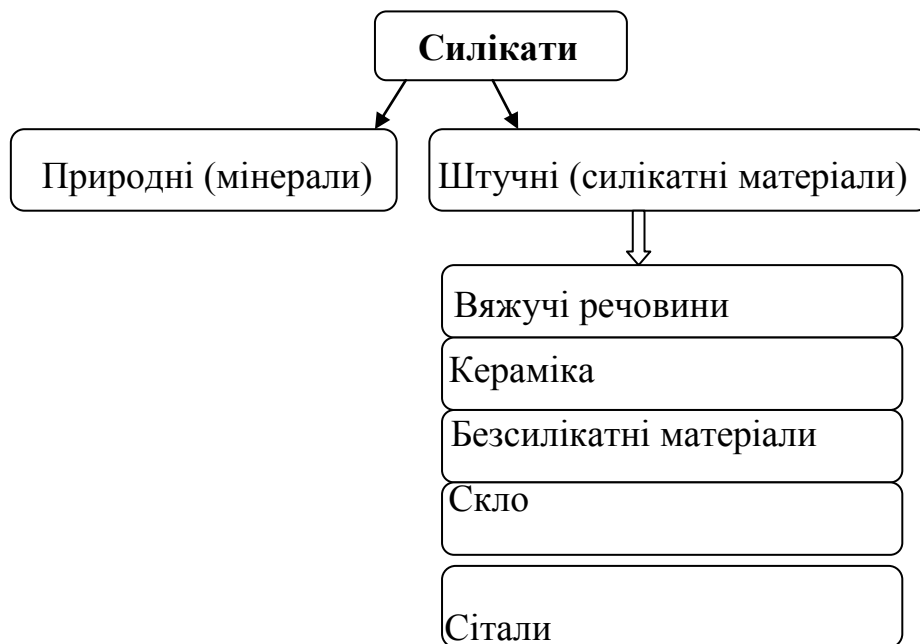 Силікати
Природні (мінерали)
Штучні (силікатні матеріали)
Вяжучі речовини
Кераміка
Безсилікатні матеріали
Скло
Сітали